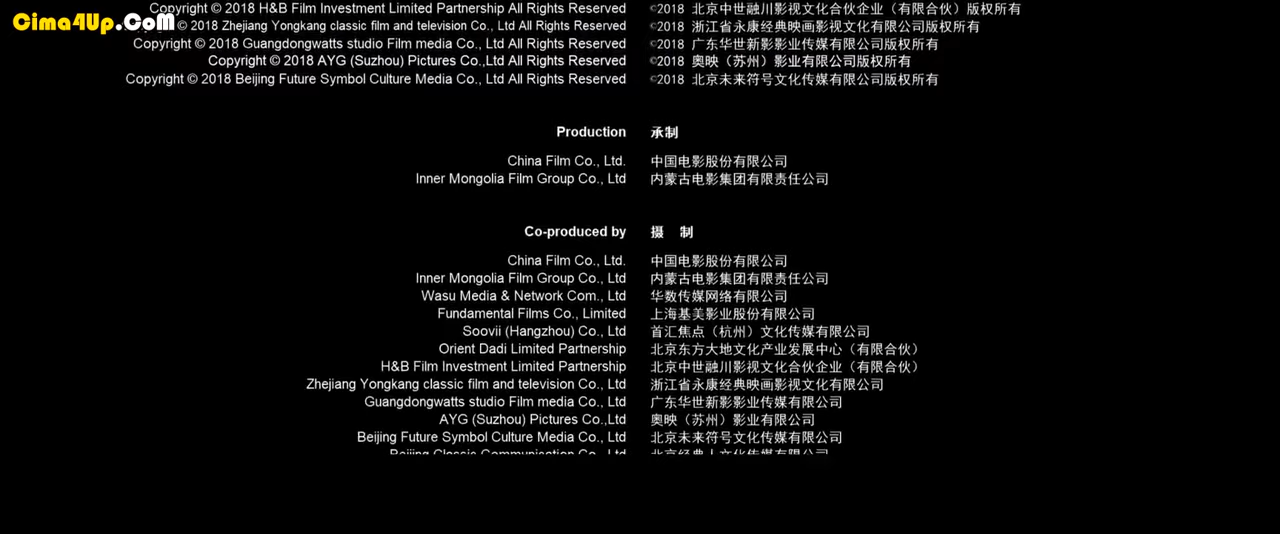 Cima4Up.CoM
Copyright © 2018 H&B Film Investment Limited Partnership All Rights Reserved ©2018 北京中世融川影视文化合伙企业（有限合伙）版权所有
© 2018 Zhejiang Yongkang classic film and television Co., Ltd All Rights Reserved ©2018 浙江省永康经典映画影视文化有限公司版权所有
Copyright © 2018 Guangdongwatts studio Film media Co., Ltd All Rights Reserved ©2018 广东华世新影影业传媒有限公司版权所有
Copyright © 2018 AYG (Suzhou) Pictures Co.,Ltd All Rights Reserved ©2018 奥映（苏州）影业有限公司版权所有
Copyright © 2018 Beijing Future Symbol Culture Media Co., Ltd All Rights Reserved ©2018 北京未来符号文化传媒有限公司版权所有
Production 承制
China Film Co., Ltd. 中国电影股份有限公司
Inner Mongolia Film Group Co., Ltd 内蒙古电影集团有限责任公司
Co-produced by 摄 制
China Film Co., Ltd. 中国电影股份有限公司
Inner Mongolia Film Group Co., Ltd 内蒙古电影集团有限责任公司
Wasu Media & Network Com., Ltd 华数传媒网络有限公司
Fundamental Films Co., Limited 上海基美影业股份有限公司
Soovii (Hangzhou) Co., Ltd 首汇焦点（杭州）文化传媒有限公司
Orient Dadi Limited Partnership 北京东方大地文化产业发展中心（有限合伙）
H&B Film Investment Limited Partnership 北京中世融川影视文化合伙企业（有限合伙）
Zhejiang Yongkang classic film and television Co., Ltd 浙江省永康经典映画影视文化有限公司
Guangdongwatts studio Film media Co., Ltd 广东华世新影影业传媒有限公司
AYG (Suzhou) Pictures Co.,Ltd 奥映（苏州）影业有限公司
Beijing Future Symbol Culture Media Co., Ltd 北京未来符号文化传媒有限公司
Beijing Classic Communication Co., Ltd 北京经典人文化传媒有限公司